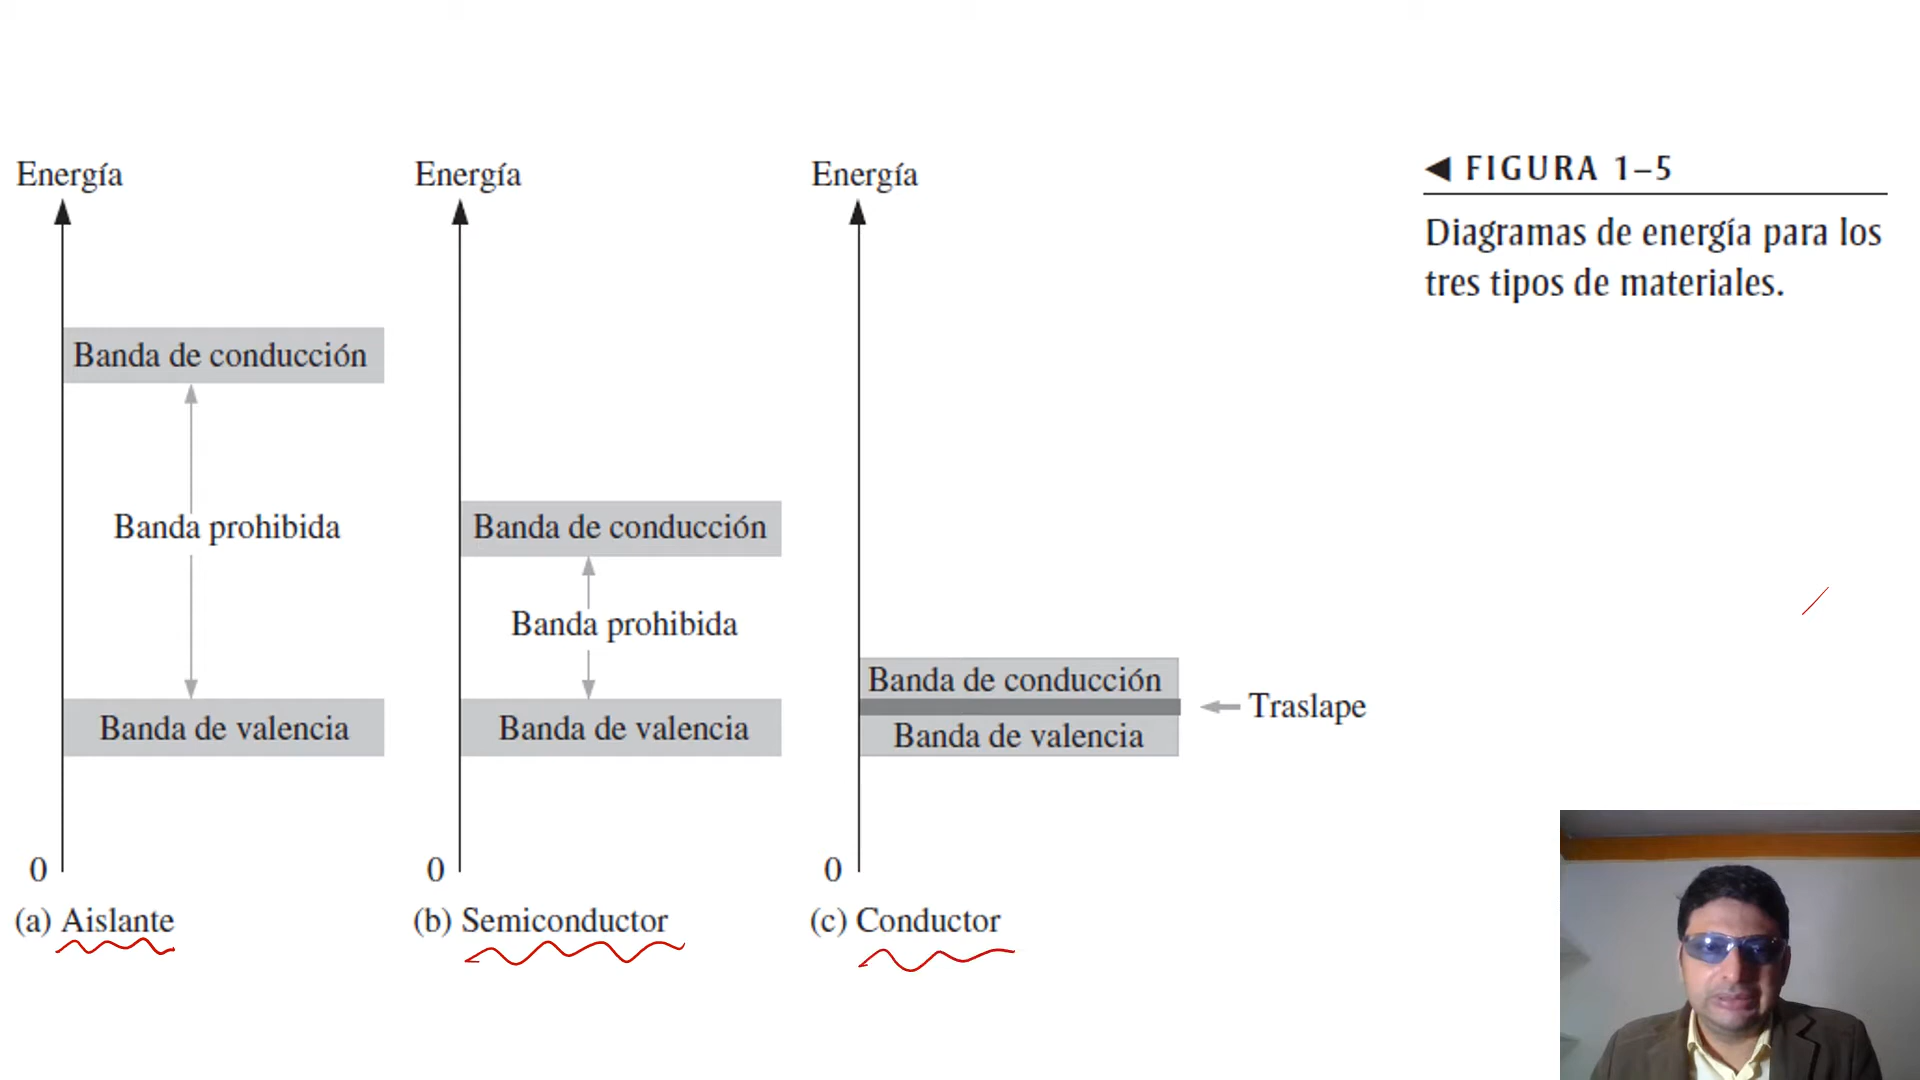 Energía
Banda de conducción
Banda prohibida
Banda de valencia
0
(a) Aislante
Energía
Banda de conducción
Banda prohibida
Banda de valencia
0
(b) Semiconductor
Energía
Banda de conducción
Banda de valencia
Traslape
0
(c) Conductor
◀ FIGURA 1–5
Diagramas de energía para los
tres tipos de materiales.